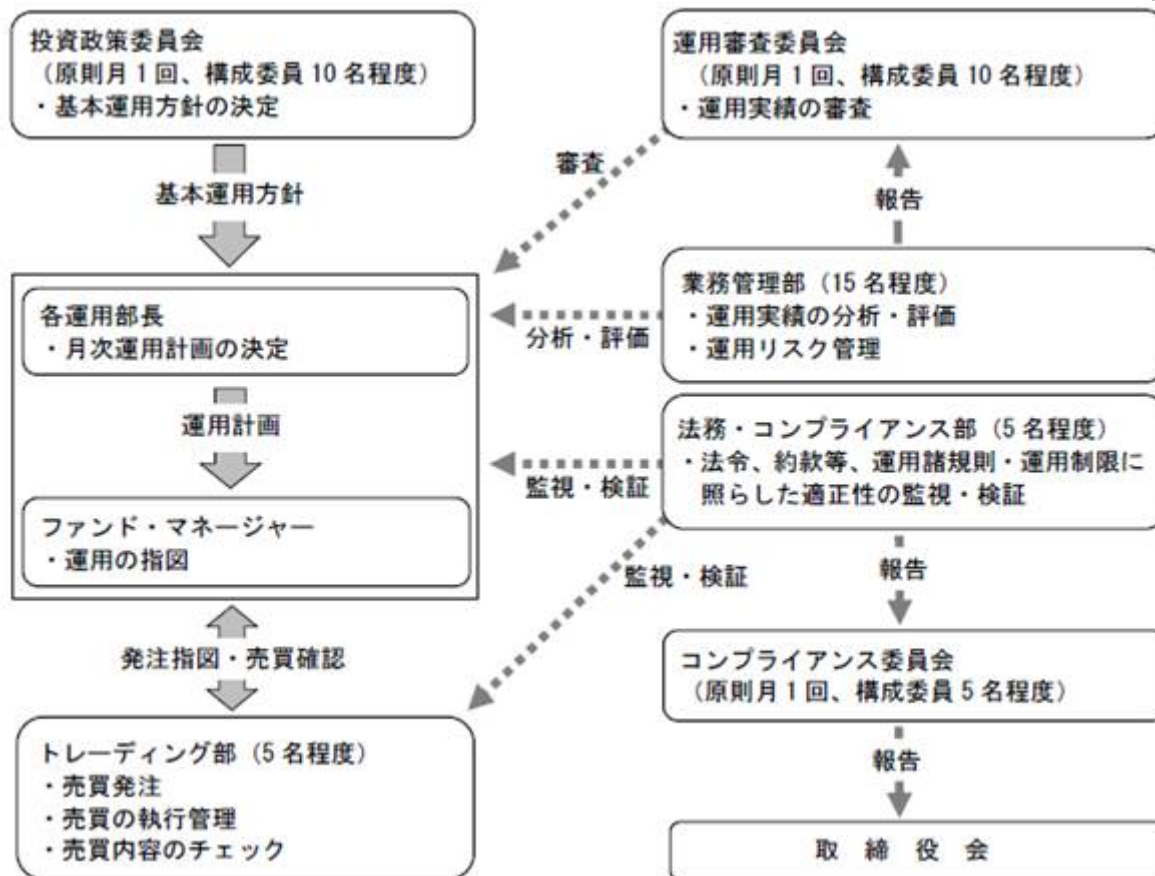 投資政策委員会
（原則月1回、構成委員10名程度）
・基本運用方針の決定
基本運用方針
各運用部長
・月次運用計画の決定
運用計画
ファンド・マネージャー
・運用の指図
発注指図・売買確認
トレーディング部（5名程度）
・売買発注
・売買の執行管理
・売買内容のチェック
審査
分析・評価
監視・検証
監視・検証
運用審査委員会
（原則月1回、構成委員10名程度）
・運用実績の審査
報告
業務管理部（15名程度）
・運用実績の分析・評価
・運用リスク管理
法務・コンプライアンス部（5名程度）
・法令、約款等、運用諸規則・運用制限に
照らした適正性の監視・検証
報告
コンプライアンス委員会
（原則月1回、構成委員5名程度）
報告
取　締　役　会